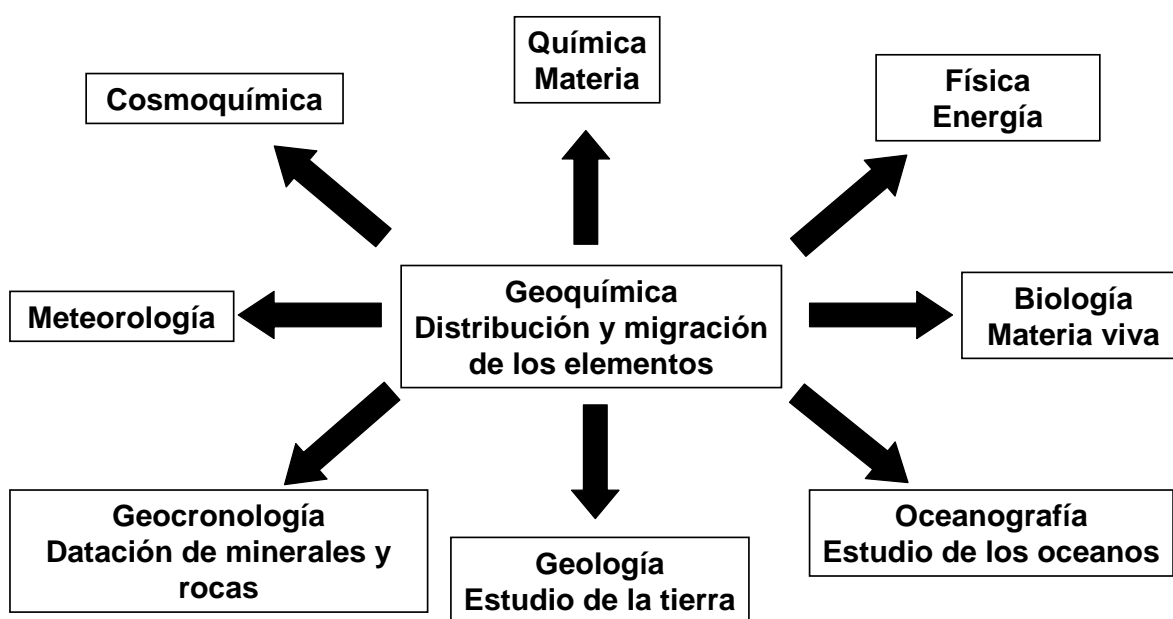 Química
Materia
Cosmoquímica
Física
Energía
Geoquímica
Distribución y migración
de los elementos
Meteorología
Biología
Materia viva
Geocronología
Datación de minerales y
rocas
Geología
Estudio de la tierra
Oceanografía
Estudio de los oceanos